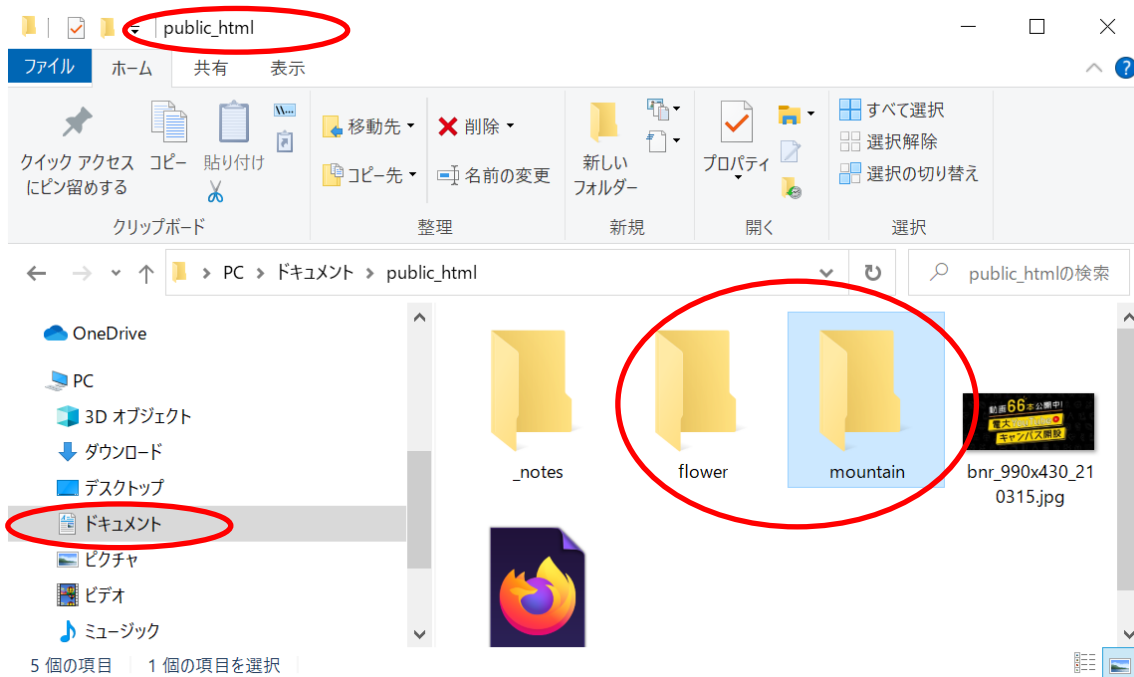 public_html
ファイル ホーム 共有 表示
クイック アクセス
にピン留めする
コピー
貼り付け
移動先
コピー先
削除
名前の変更
新しい
フォルダー
プロパティ
すべて選択
選択解除
選択の切り替え
クリップボード 整理 新規 開く 選択
PC > ドキュメント > public_html
public_htmlの検索
OneDrive
PC
3D オブジェクト
ダウンロード
デスクトップ
ドキュメント
ピクチャ
ビデオ
ミュージック
_notes
flower
mountain
動画66本公開中!
電大
キャンパス開設
bnr_990x430_21
0315.jpg
5 個の項目 1 個の項目を選択